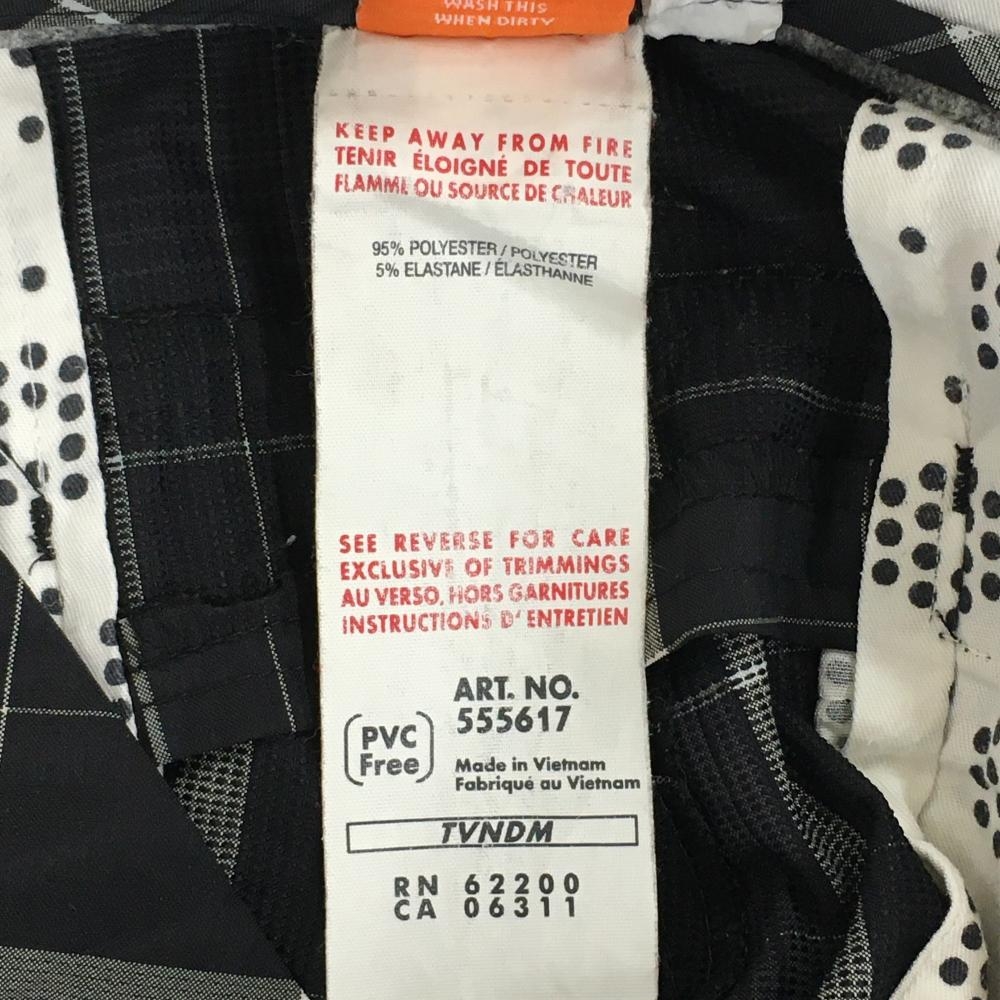 WASH THIS
WHEN DIRTY
KEEP AWAY FROM FIRE
TENIR ÉLOIGNÉ DE TOUTE
FLAMME OU SOURCE DE CHALEUR
95% POLYESTER / POLYESTER
5% ELASTANE / ÉLASTHANNE
SEE REVERSE FOR CARE
EXCLUSIVE OF TRIMMINGS
AU VERSO, HORS GARNITURES
INSTRUCTIONS D' ENTRETIEN
ART. NO.
555617
PVC
Free
Made in Vietnam
Fabriqué au Vietnam
TVNDM
RN 62200
CA 06311